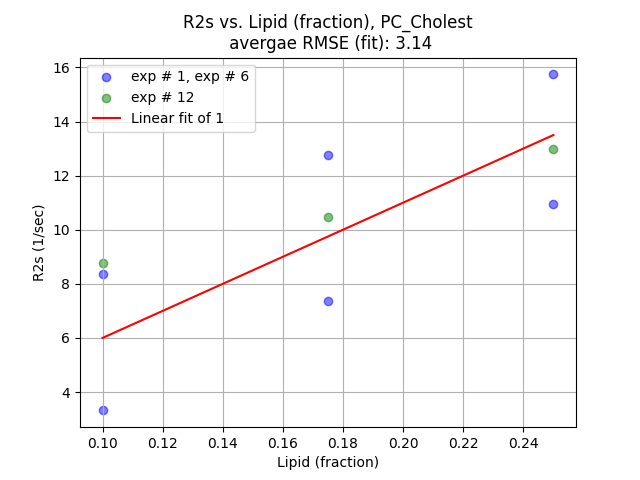 R2s vs. Lipid (fraction), PC_Cholest
avergae RMSE (fit): 3.14
exp # 1, exp # 6
exp # 12
Linear fit of 1
16
14
12
10
8
6
4
R2s (1/sec)
0.10 0.12 0.14 0.16 0.18 0.20 0.22 0.24
Lipid (fraction)